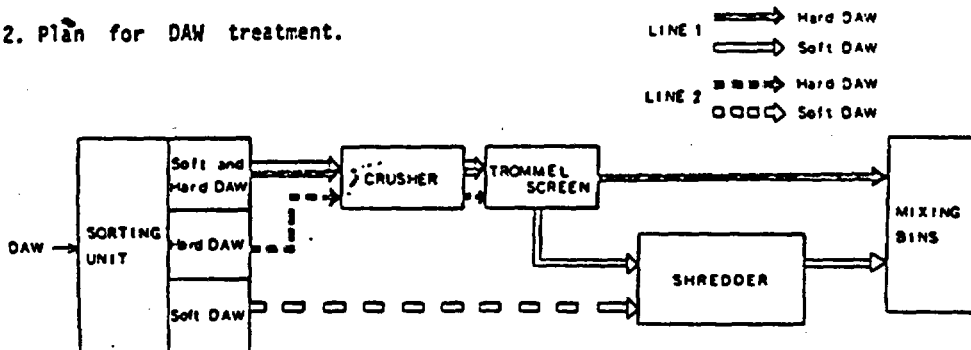 2. Plan for DAW treatment.
LINE 1
Hard DAW
Soft DAW
LINE 2
Hard DAW
Soft DAW
DAW
SORTING
UNIT
Soft and
Hard DAW
Hard DAW
Soft DAW
CRUSHER
TROMMEL
SCREEN
SHREDDER
MIXING
BINS